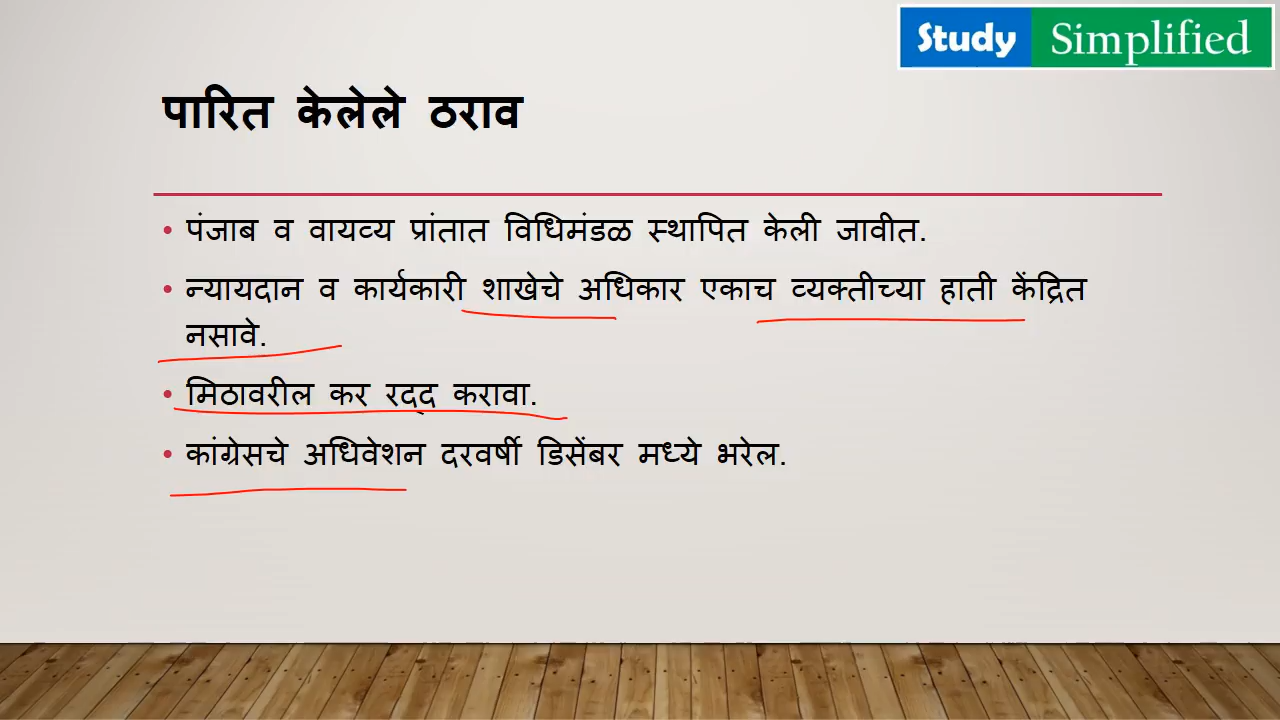 Study Simplified
पारित केलेले ठराव
• पंजाब व वायव्य प्रांतात विधिमंडळ स्थापित केली जावीत.
• न्यायदान व कार्यकारी शाखेचे अधिकार एकाच व्यक्तीच्या हाती केंद्रित
नसावे.
• मिठावरील कर रद्द करावा.
• कांग्रेसचे अधिवेशन दरवर्षी डिसेंबर मध्ये भरेल.